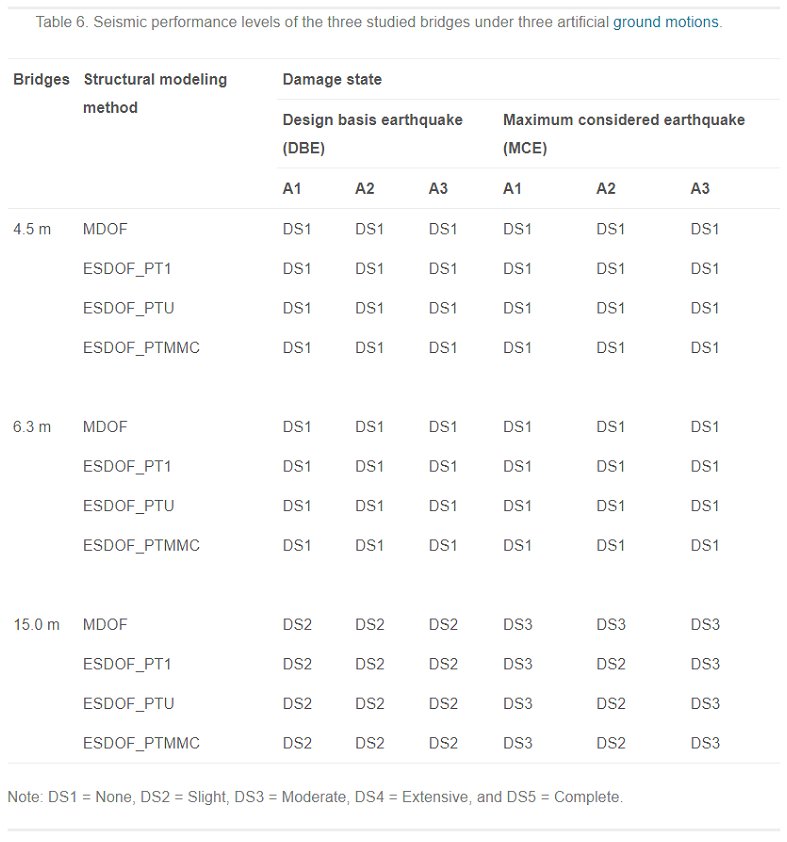 Table 6. Seismic performance levels of the three studied bridges under three artificial ground motions.
Bridges Structural modeling method Damage state
Design basis earthquake (DBE) Maximum considered earthquake (MCE)
A1 A2 A3 A1 A2 A3
4.5 m MDOF DS1 DS1 DS1 DS1 DS1 DS1
ESDOF_PT1 DS1 DS1 DS1 DS1 DS1 DS1
ESDOF_PTU DS1 DS1 DS1 DS1 DS1 DS1
ESDOF_PTMMC DS1 DS1 DS1 DS1 DS1 DS1
6.3 m MDOF DS1 DS1 DS1 DS1 DS1 DS1
ESDOF_PT1 DS1 DS1 DS1 DS1 DS1 DS1
ESDOF_PTU DS1 DS1 DS1 DS1 DS1 DS1
ESDOF_PTMMC DS1 DS1 DS1 DS1 DS1 DS1
15.0 m MDOF DS2 DS2 DS2 DS3 DS3 DS3
ESDOF_PT1 DS2 DS2 DS2 DS3 DS2 DS3
ESDOF_PTU DS2 DS2 DS2 DS3 DS2 DS3
ESDOF_PTMMC DS2 DS2 DS2 DS3 DS2 DS3
Note: DS1 = None, DS2 = Slight, DS3 = Moderate, DS4 = Extensive, and DS5 = Complete.